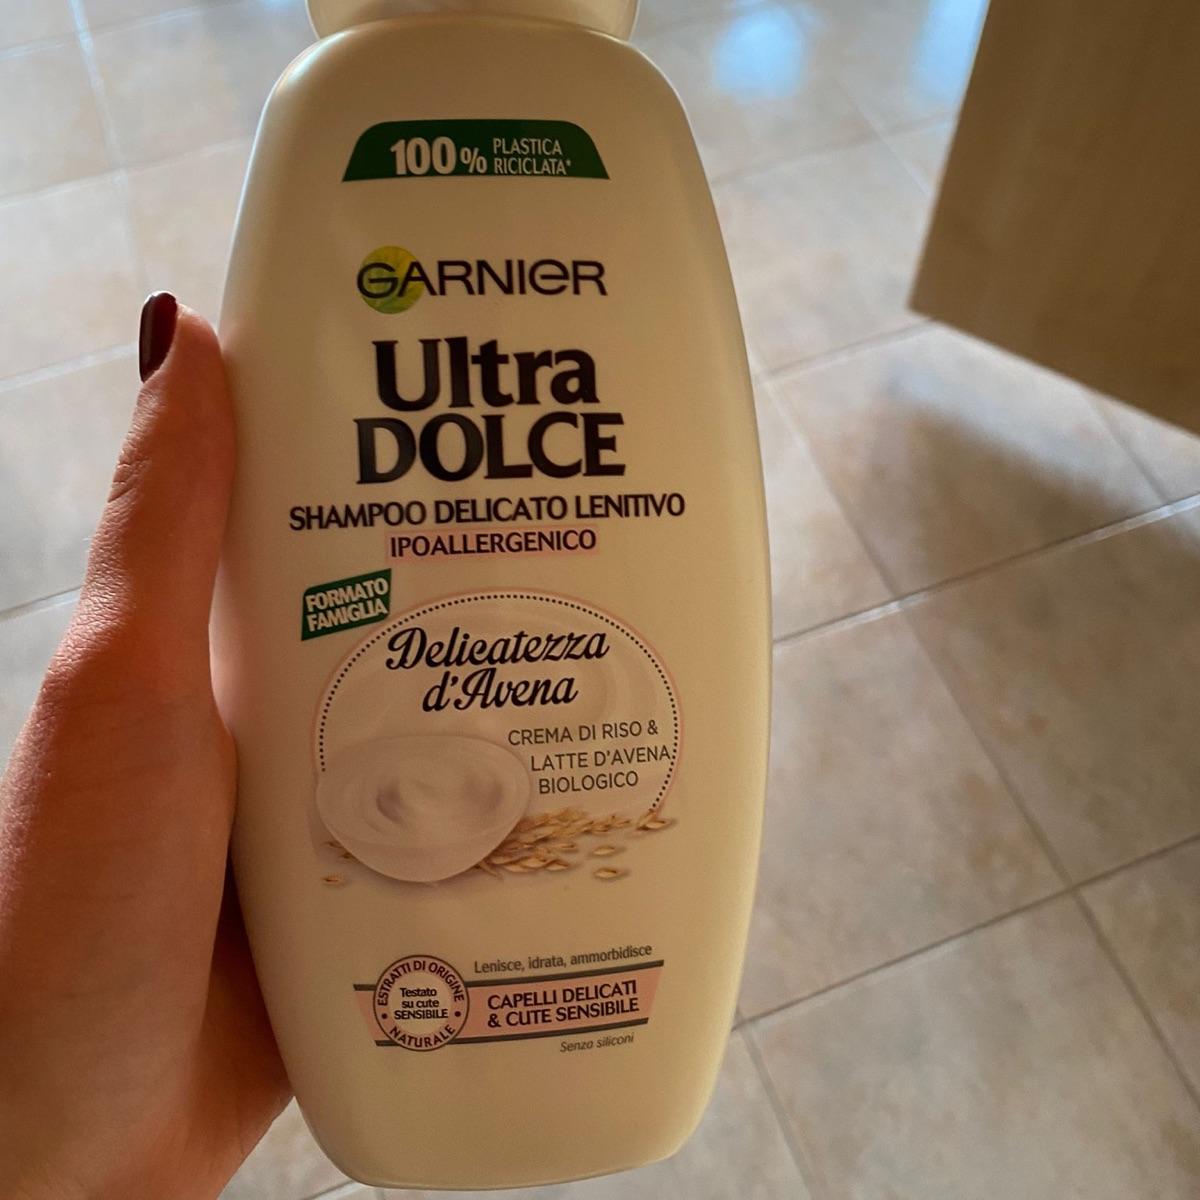 100% PLASTICA
RICICLATA*
GARNIER
Ultra
DOLCE
SHAMPOO DELICATO LENITIVO
IPOALLERGENICO
FORMATO
FAMIGLIA
Delicatezza
d'Avena
CREMA DI RISO &
LATTE D'AVENA
BIOLOGICO
Lenisce, idrata, ammorbidisce
ESTRATTI DI ORIGINE
NATURALE
Testato
su cute
SENSIBILE
CAPELLI DELICATI
& CUTE SENSIBILE
Senza siliconi